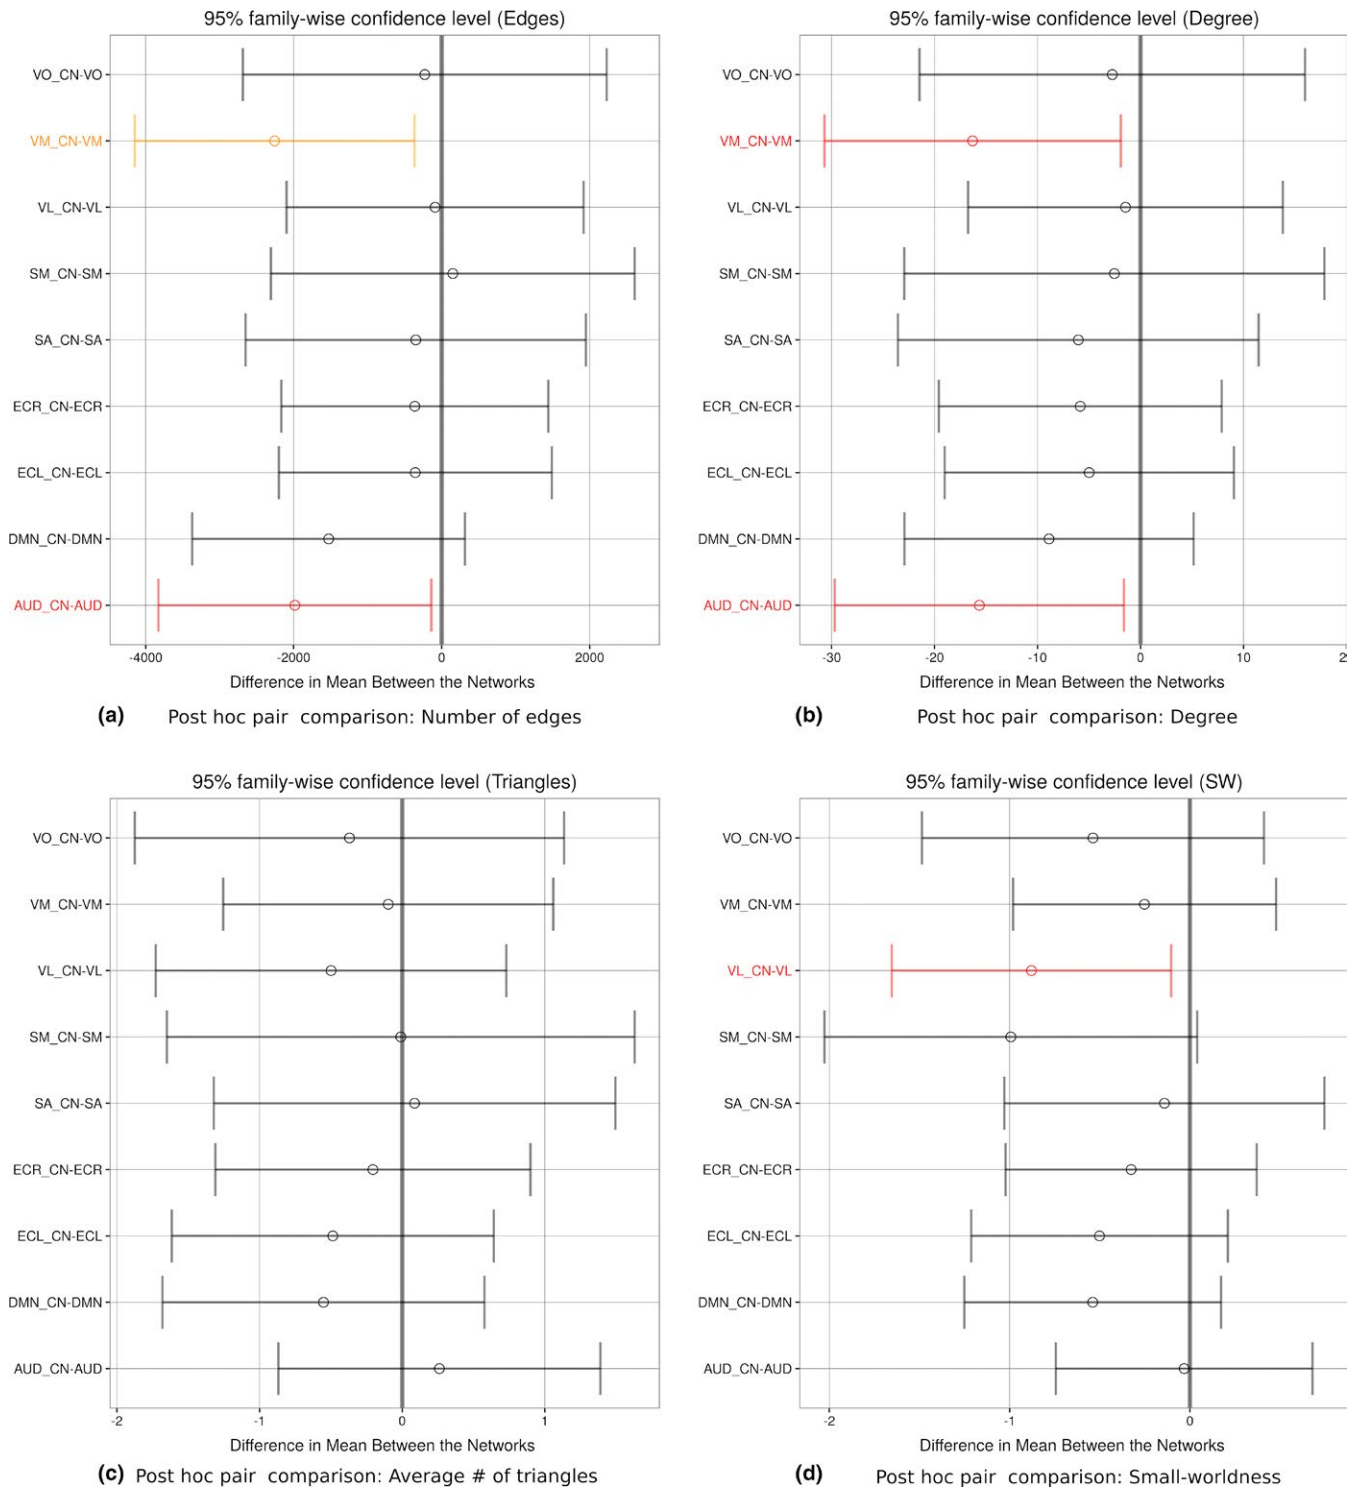 95% family-wise confidence level (Edges)
VO_CN-VO
VM_CN-VM
VL_CN-VL
SM_CN-SM
SA_CN-SA
ECR_CN-ECR
ECL_CN-ECL
DMN_CN-DMN
AUD_CN-AUD
-4000 -2000 0 2000
Difference in Mean Between the Networks
(a) Post hoc pair comparison: Number of edges
95% family-wise confidence level (Degree)
VO_CN-VO
VM_CN-VM
VL_CN-VL
SM_CN-SM
SA_CN-SA
ECR_CN-ECR
ECL_CN-ECL
DMN_CN-DMN
AUD_CN-AUD
-30 -20 -10 0 10
Difference in Mean Between the Networks
(b) Post hoc pair comparison: Degree
95% family-wise confidence level (Triangles)
VO_CN-VO
VM_CN-VM
VL_CN-VL
SM_CN-SM
SA_CN-SA
ECR_CN-ECR
ECL_CN-ECL
DMN_CN-DMN
AUD_CN-AUD
-2 -1 0 1
Difference in Mean Between the Networks
(c) Post hoc pair comparison: Average # of triangles
95% family-wise confidence level (SW)
VO_CN-VO
VM_CN-VM
VL_CN-VL
SM_CN-SM
SA_CN-SA
ECR_CN-ECR
ECL_CN-ECL
DMN_CN-DMN
AUD_CN-AUD
-2 -1 0
Difference in Mean Between the Networks
(d) Post hoc pair comparison: Small-worldness